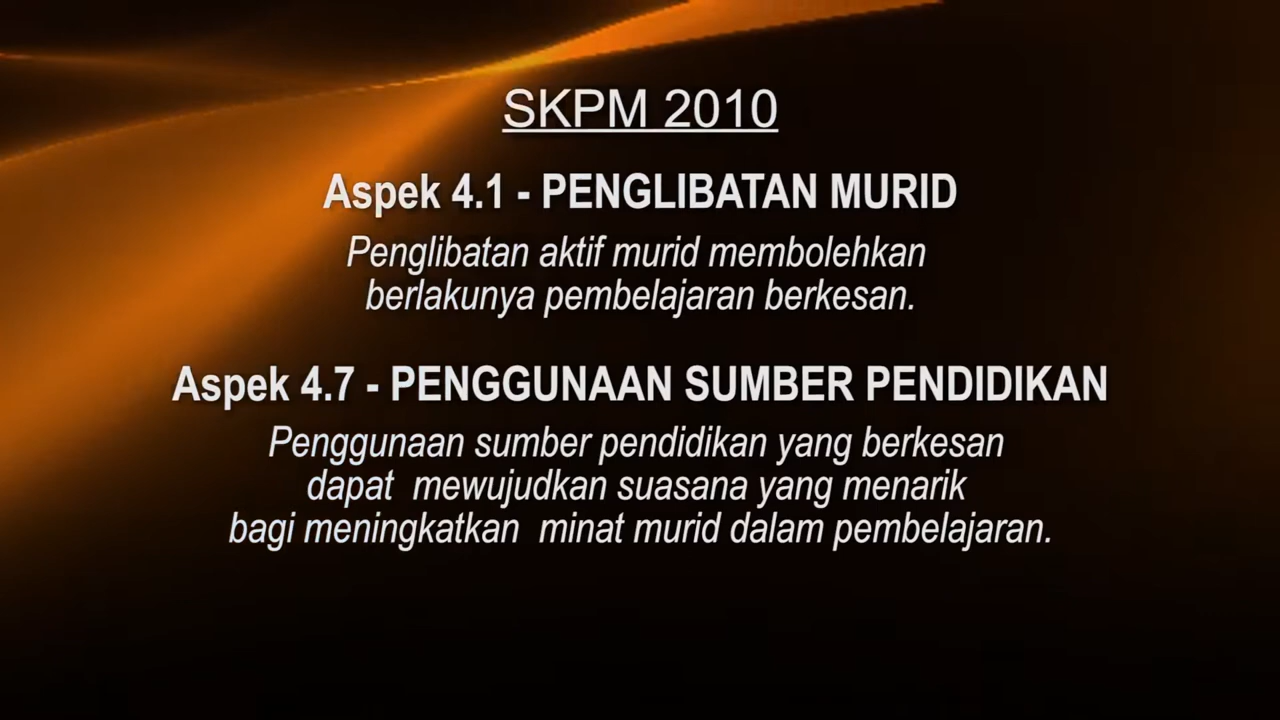 SKPM 2010
Aspek 4.1 - PENGLIBATAN MURID
Penglibatan aktif murid membolehkan
berlakunya pembelajaran berkesan.
Aspek 4.7 - PENGGUNAAN SUMBER PENDIDIKAN
Penggunaan sumber pendidikan yang berkesan
dapat  mewujudkan suasana yang menarik
bagi meningkatkan  minat murid dalam pembelajaran.